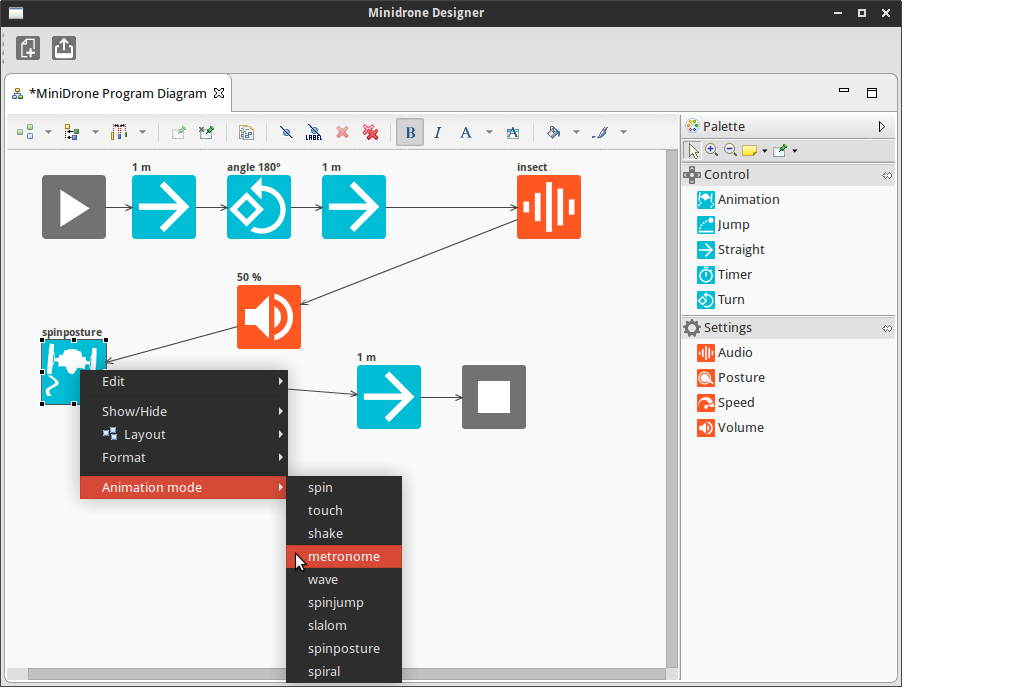 Minidrone Designer
*MiniDrone Program Diagram
LABEL
B I A A
Palette
Control
Animation
Jump
Straight
Timer
Turn
Settings
Audio
Posture
Speed
Volume
1 m
angle 180°
1 m
insect
50 %
spinposture
1 m
Edit
Show/Hide
Layout
Format
Animation mode
spin
touch
shake
metronome
wave
spinjump
slalom
spinposture
spiral